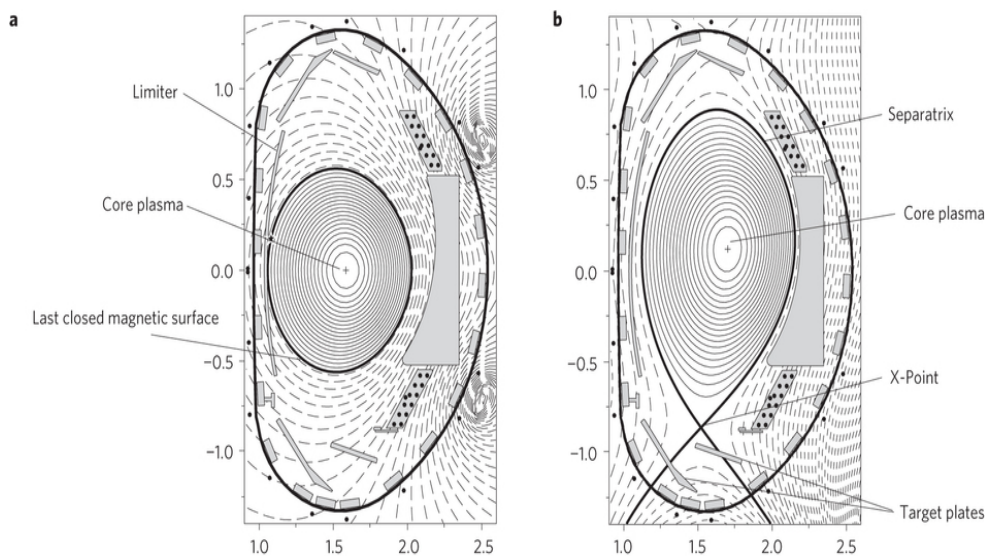 a
Limiter
Core plasma
Last closed magnetic surface
1.0
0.5
0.0
−0.5
−1.0
1.0
1.5
2.0
2.5
b
Separatrix
Core plasma
X-Point
Target plates
1.0
0.5
0.0
−0.5
−1.0
1.0
1.5
2.0
2.5